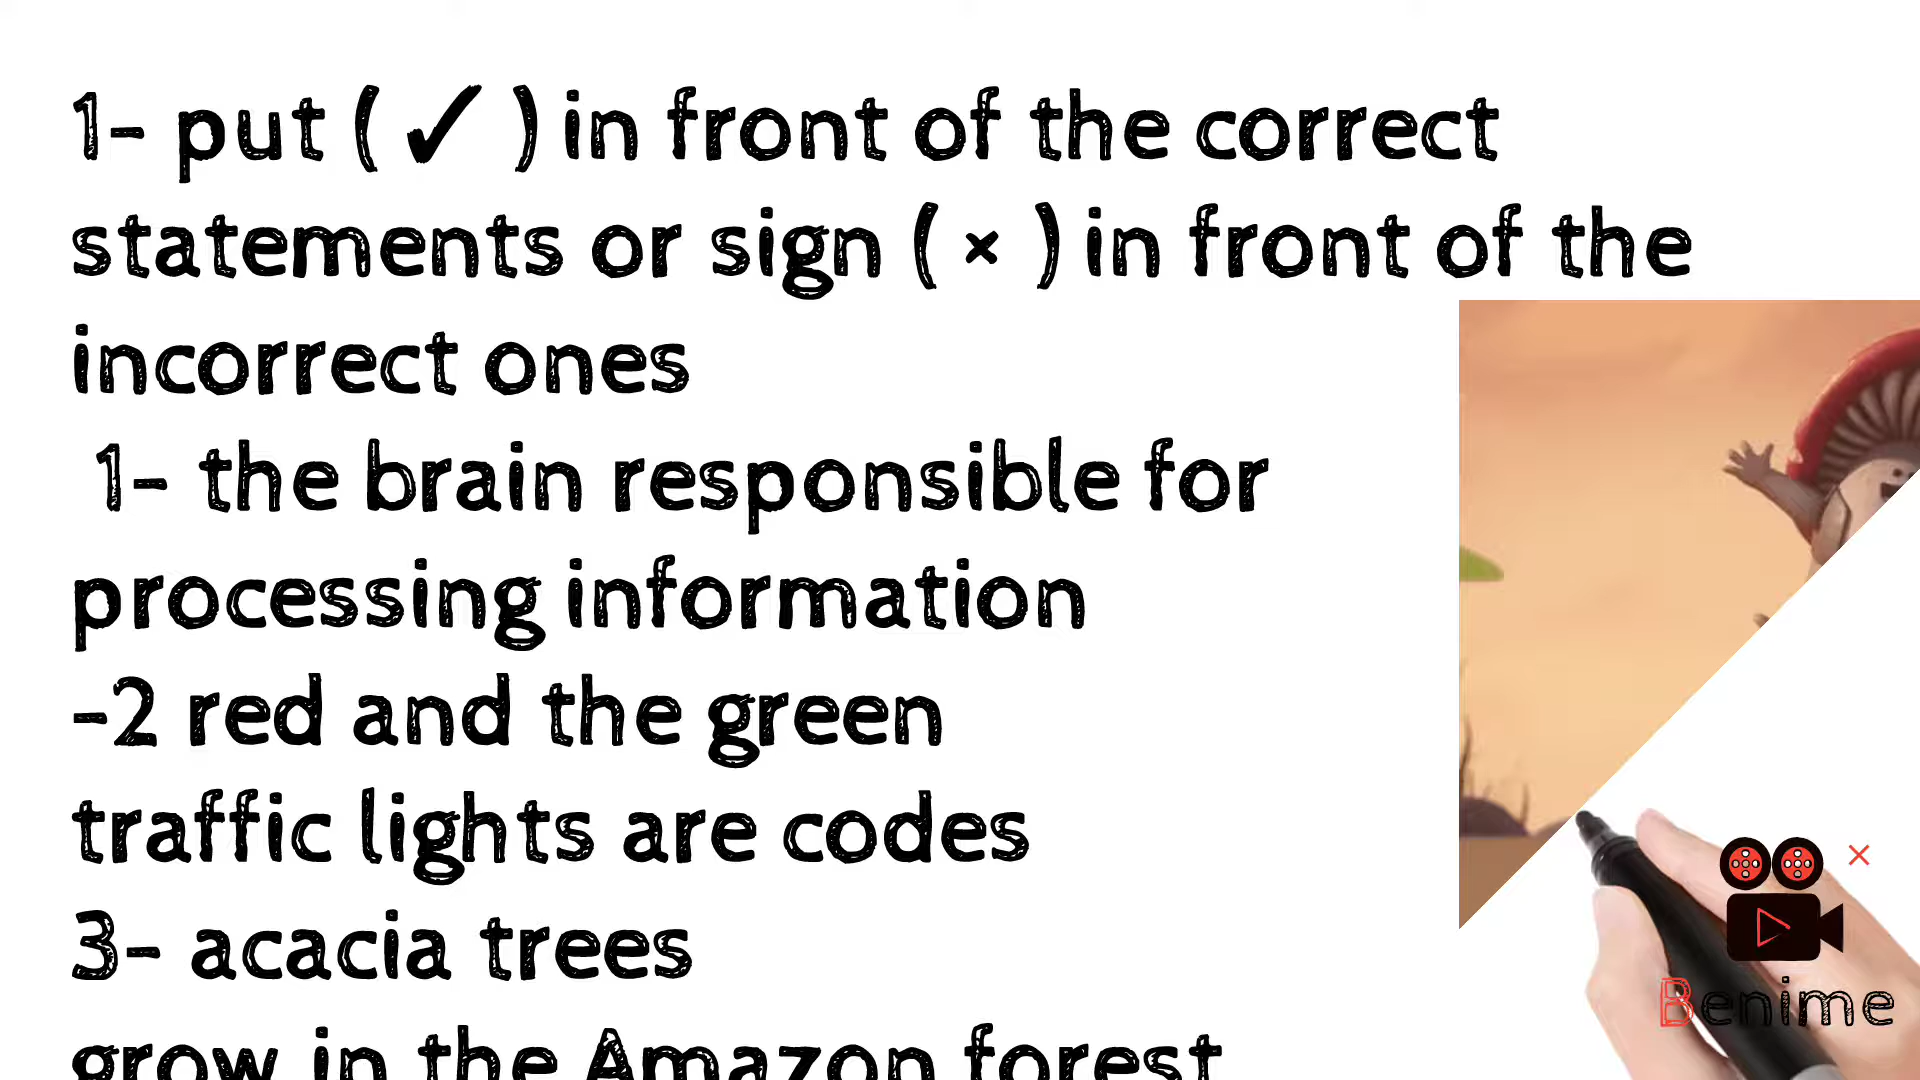 1- put ( ✓ ) in front of the correct
statements or sign ( × ) in front of the
incorrect ones
1- the brain responsible for
processing information
-2 red and the green
traffic lights are codes
3- acacia trees
grow in the Amazon forest
Benime